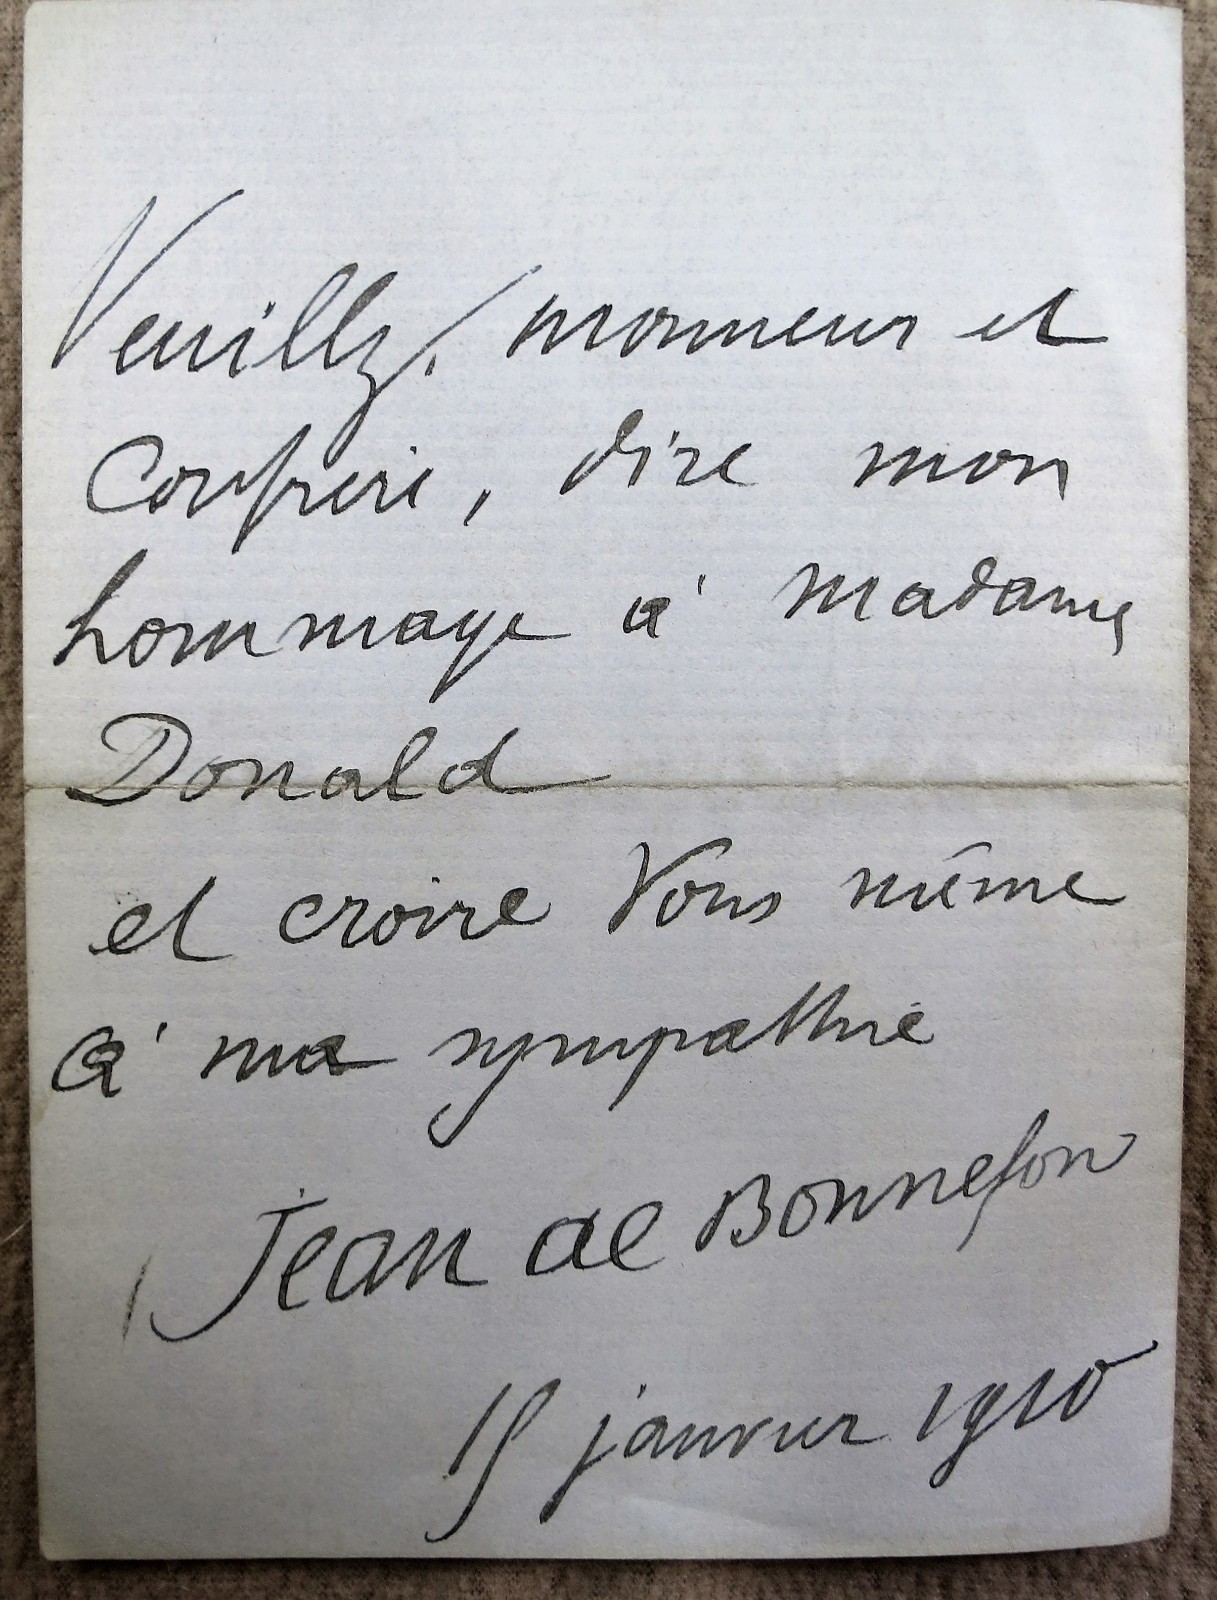 Veuillez, monsieur et
Confrère, dire mon
hommage à madame
Donald
et croire Vous même
à ma sympathie
Jean de Bonnefon
15 janvier 1910